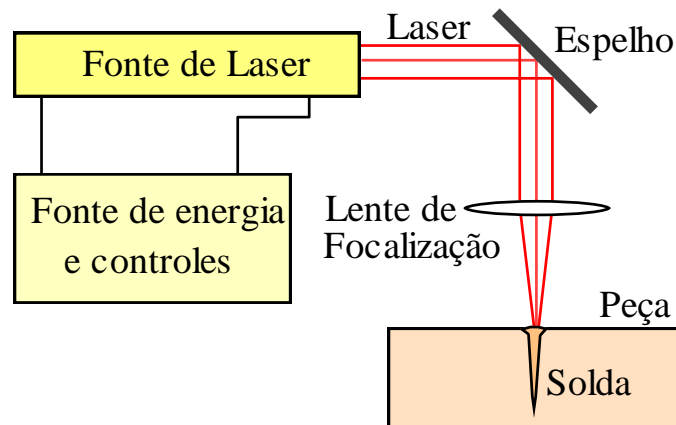 Laser
Espelho
Fonte de Laser
Fonte de energia
e controles
Lente de
Focalização
Peça
Solda